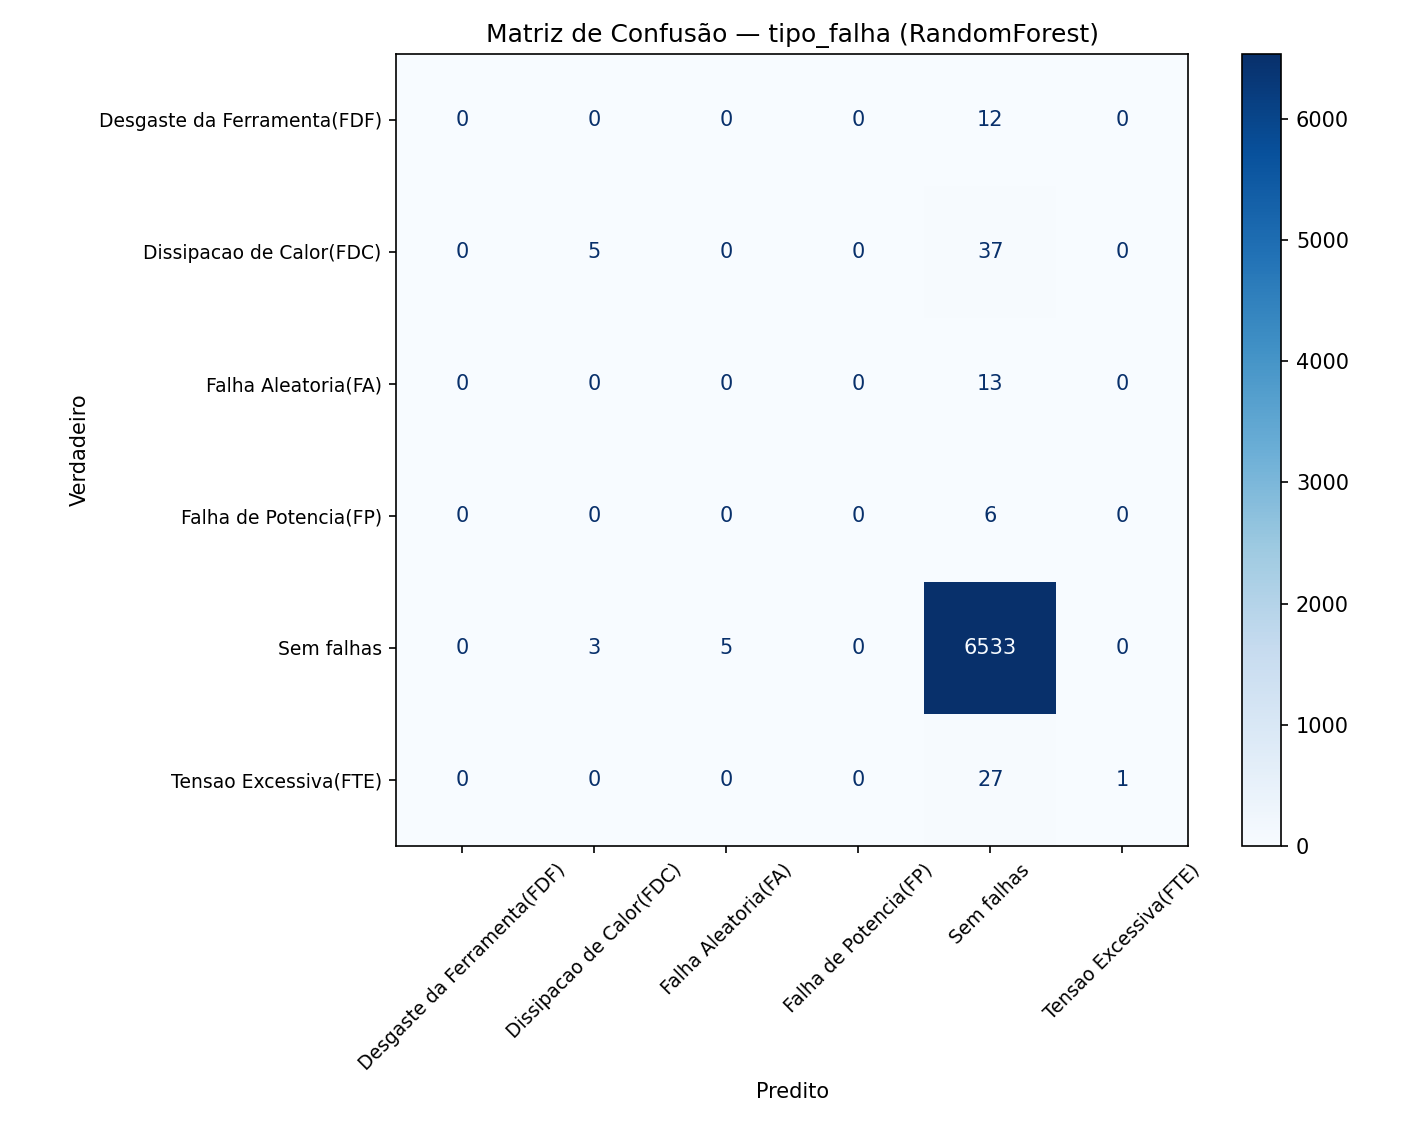 Matriz de Confusão — tipo_falha (RandomForest)
Desgaste da Ferramenta(FDF) 0 0 0 0 12 0
Dissipacao de Calor(FDC) 0 5 0 0 37 0
Falha Aleatoria(FA) 0 0 0 0 13 0
Falha de Potencia(FP) 0 0 0 0 6 0
Sem falhas 0 3 5 0 6533 0
Tensao Excessiva(FTE) 0 0 0 0 27 1
Verdadeiro
Desgaste da Ferramenta(FDF)
Dissipacao de Calor(FDC)
Falha Aleatoria(FA)
Falha de Potencia(FP)
Sem falhas
Tensao Excessiva(FTE)
Predito
6000
5000
4000
3000
2000
1000
0